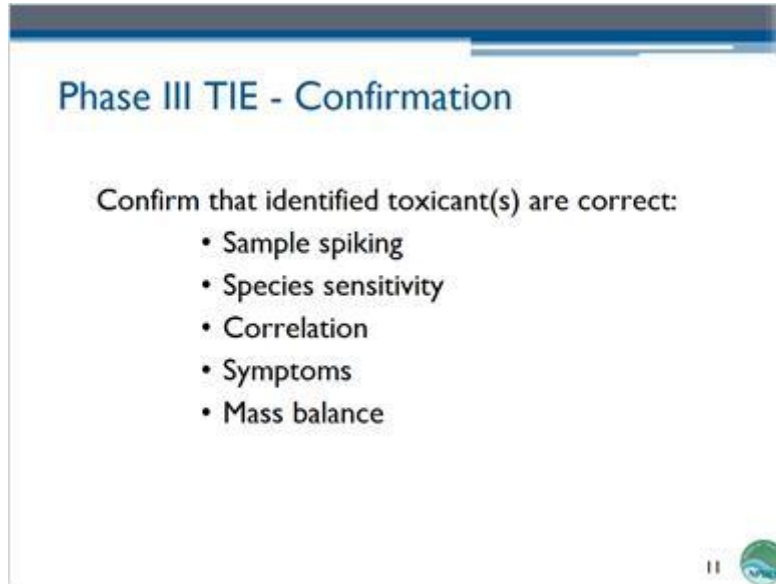 Phase III TIE - Confirmation
Confirm that identified toxicant(s) are correct:
• Sample spiking
• Species sensitivity
• Correlation
• Symptoms
• Mass balance
11